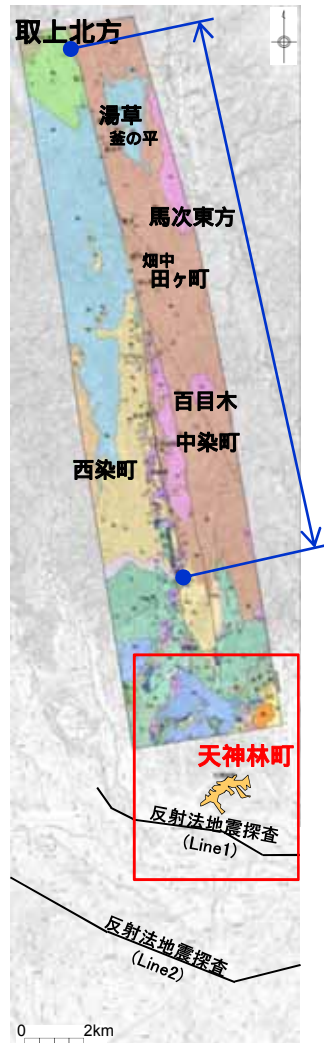 取上北方
湯草
釜の平
馬次東方
畑中
田ヶ町
百目木
中染町
西染町
天神林町
反射法地震探査
(Line1)
反射法地震探査
(Line2)
0 2km